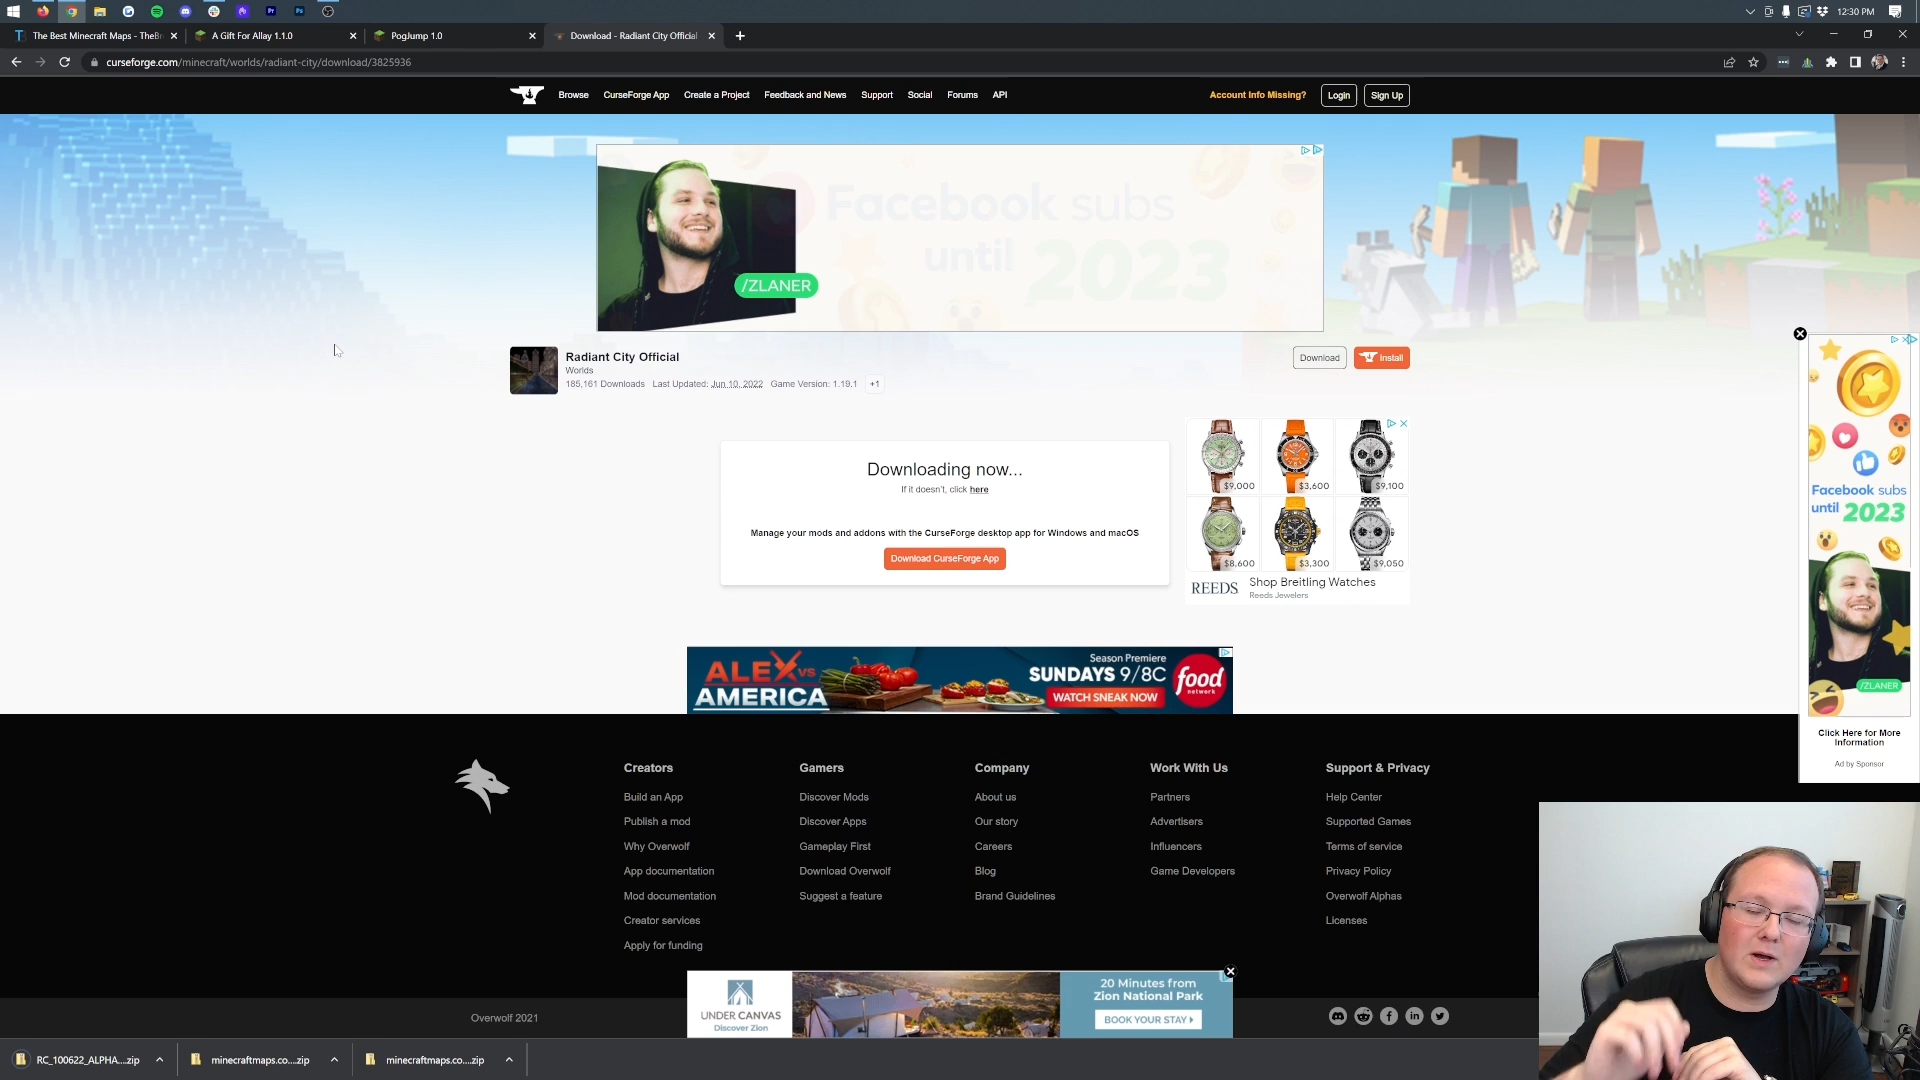 12:30 PM
The Best Minecraft Maps - TheBr
A Gift For Allay 1.1.0
PogJump 1.0
Download - Radiant City Official
curseforge.com/minecraft/worlds/radiant-city/download/3825936
Browse
CurseForge App
Create a Project
Feedback and News
Support
Social
Forums
API
Account Info Missing?
Login
Sign Up
Facebook subs
until 2023
/ZLANER
Radiant City Official
Worlds
185,161 Downloads Last Updated: Jun 10, 2022 Game Version: 1.19.1 +1
Download
Install
Downloading now...
If it doesn't, click here
Manage your mods and addons with the CurseForge desktop app for Windows and macOS
Download CurseForge App
$9,000
$3,600
$9,100
$8,600
$3,300
$9,050
REEDS
Shop Breitling Watches
Reeds Jewelers
Facebook subs
until 2023
/ZLANER
Click Here for More
Information
Ad by Sponsor
ALEX VS
AMERICA
Season Premiere
SUNDAYS 9/8C
WATCH SNEAK NOW
food
network
Creators
Build an App
Publish a mod
Why Overwolf
App documentation
Mod documentation
Creator services
Apply for funding
Gamers
Discover Mods
Discover Apps
Gameplay First
Download Overwolf
Suggest a feature
Company
About us
Our story
Careers
Blog
Brand Guidelines
Work With Us
Partners
Advertisers
Influencers
Game Developers
Support & Privacy
Help Center
Supported Games
Terms of service
Privacy Policy
Overwolf Alphas
Licenses
Overwolf 2021
UNDER CANVAS
Discover Zion
20 Minutes from
Zion National Park
BOOK YOUR STAY
RC_100622_ALPHA....zip
minecraftmaps.co....zip
minecraftmaps.co....zip